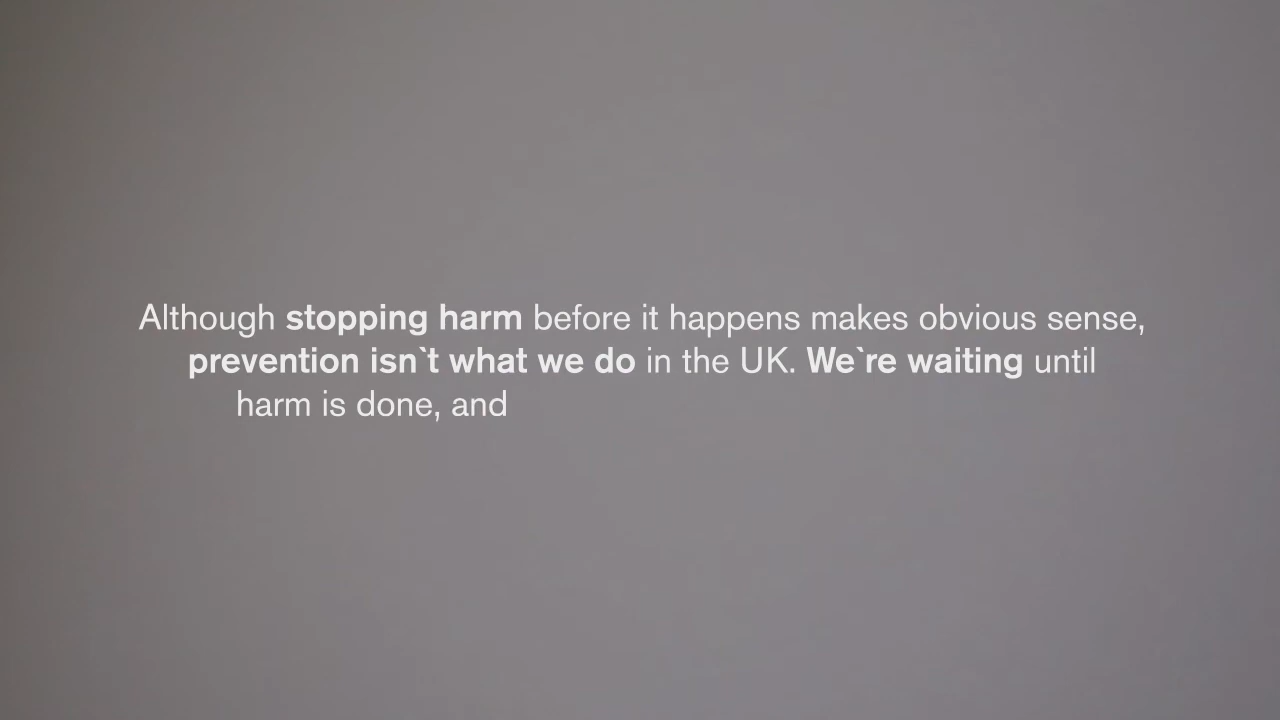 Although stopping harm before it happens makes obvious sense,
prevention isn`t what we do in the UK. We`re waiting until
harm is done, and